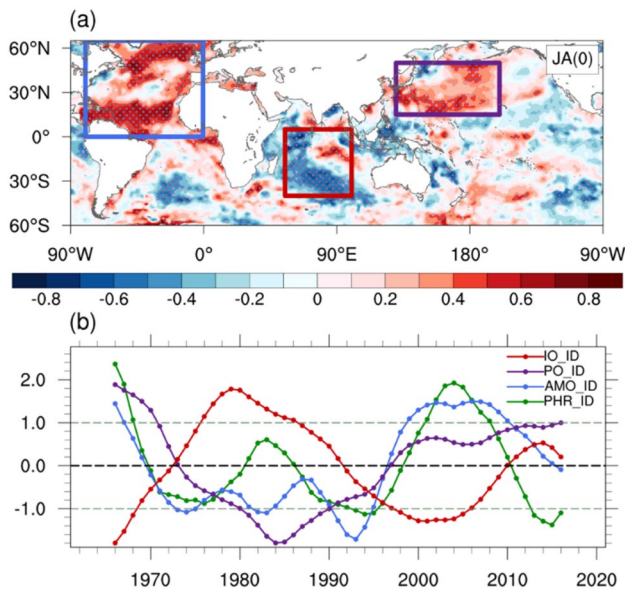 (a)
60°N
30°N
0°
30°S
60°S
JA(0)
90°W 0° 90°E 180° 90°W
-0.8 -0.6 -0.4 -0.2 0 0.2 0.4 0.6 0.8
(b)
2.0
1.0
0.0
-1.0
IO_ID
PO_ID
AMO_ID
PHR_ID
1970 1980 1990 2000 2010 2020